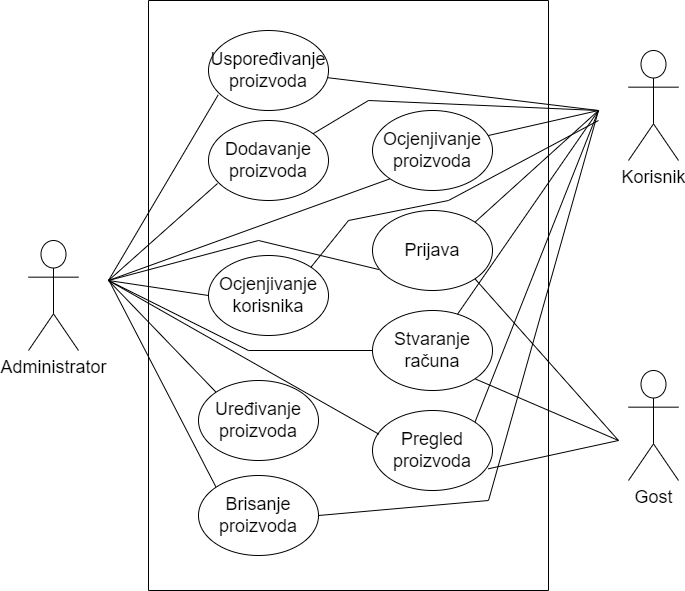 Uspoređivanje
proizvoda
Dodavanje
proizvoda
Ocjenjivanje
proizvoda
Korisnik
Prijava
Ocjenjivanje
korisnika
Administrator
Stvaranje
računa
Uređivanje
proizvoda
Pregled
proizvoda
Gost
Brisanje
proizvoda